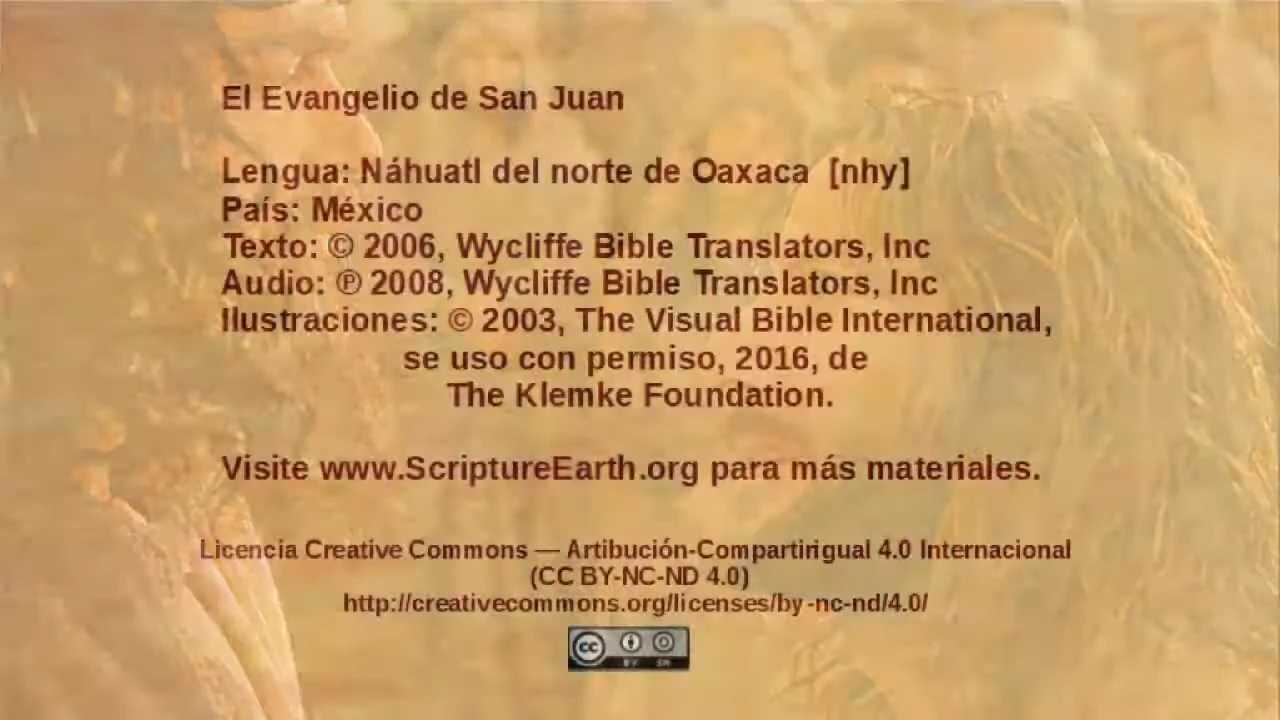 El Evangelio de San Juan
Lengua: Náhuatl del norte de Oaxaca [nhy]
País: México
Texto: © 2006, Wycliffe Bible Translators, Inc
Audio: ℗ 2008, Wycliffe Bible Translators, Inc
Ilustraciones: © 2003, The Visual Bible International,
se uso con permiso, 2016, de
The Klemke Foundation.
Visite www.ScriptureEarth.org para más materiales.
Licencia Creative Commons — Artibución-Compartirigual 4.0 Internacional
(CC BY-NC-ND 4.0)
http://creativecommons.org/licenses/by-nc-nd/4.0/
cc BY SA